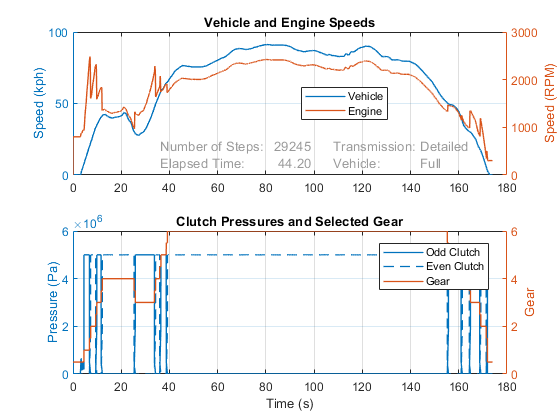 Vehicle and Engine Speeds
100
50
0
Speed (kph)
3000
2000
1000
0
Speed (RPM)
Vehicle
Engine
Number of Steps: 29245 Transmission: Detailed
Elapsed Time: 44.20 Vehicle: Full
0 20 40 60 80 100 120 140 160 180
Clutch Pressures and Selected Gear
×10^6
6
4
2
0
Pressure (Pa)
6
4
2
0
Gear
Odd Clutch
Even Clutch
Gear
0 20 40 60 80 100 120 140 160 180
Time (s)